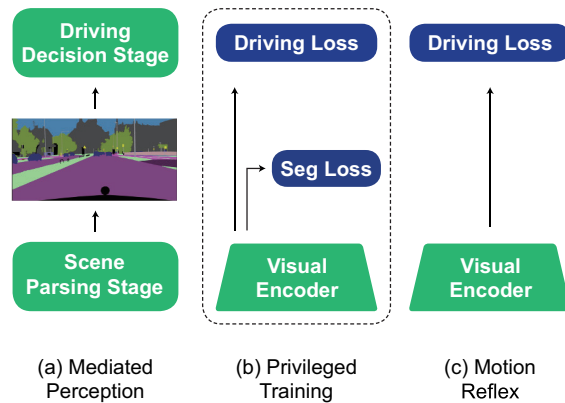 Driving
Decision Stage
Scene
Parsing Stage
(a) Mediated
Perception
Driving Loss
Seg Loss
Visual
Encoder
(b) Privileged
Training
Driving Loss
Visual
Encoder
(c) Motion
Reflex